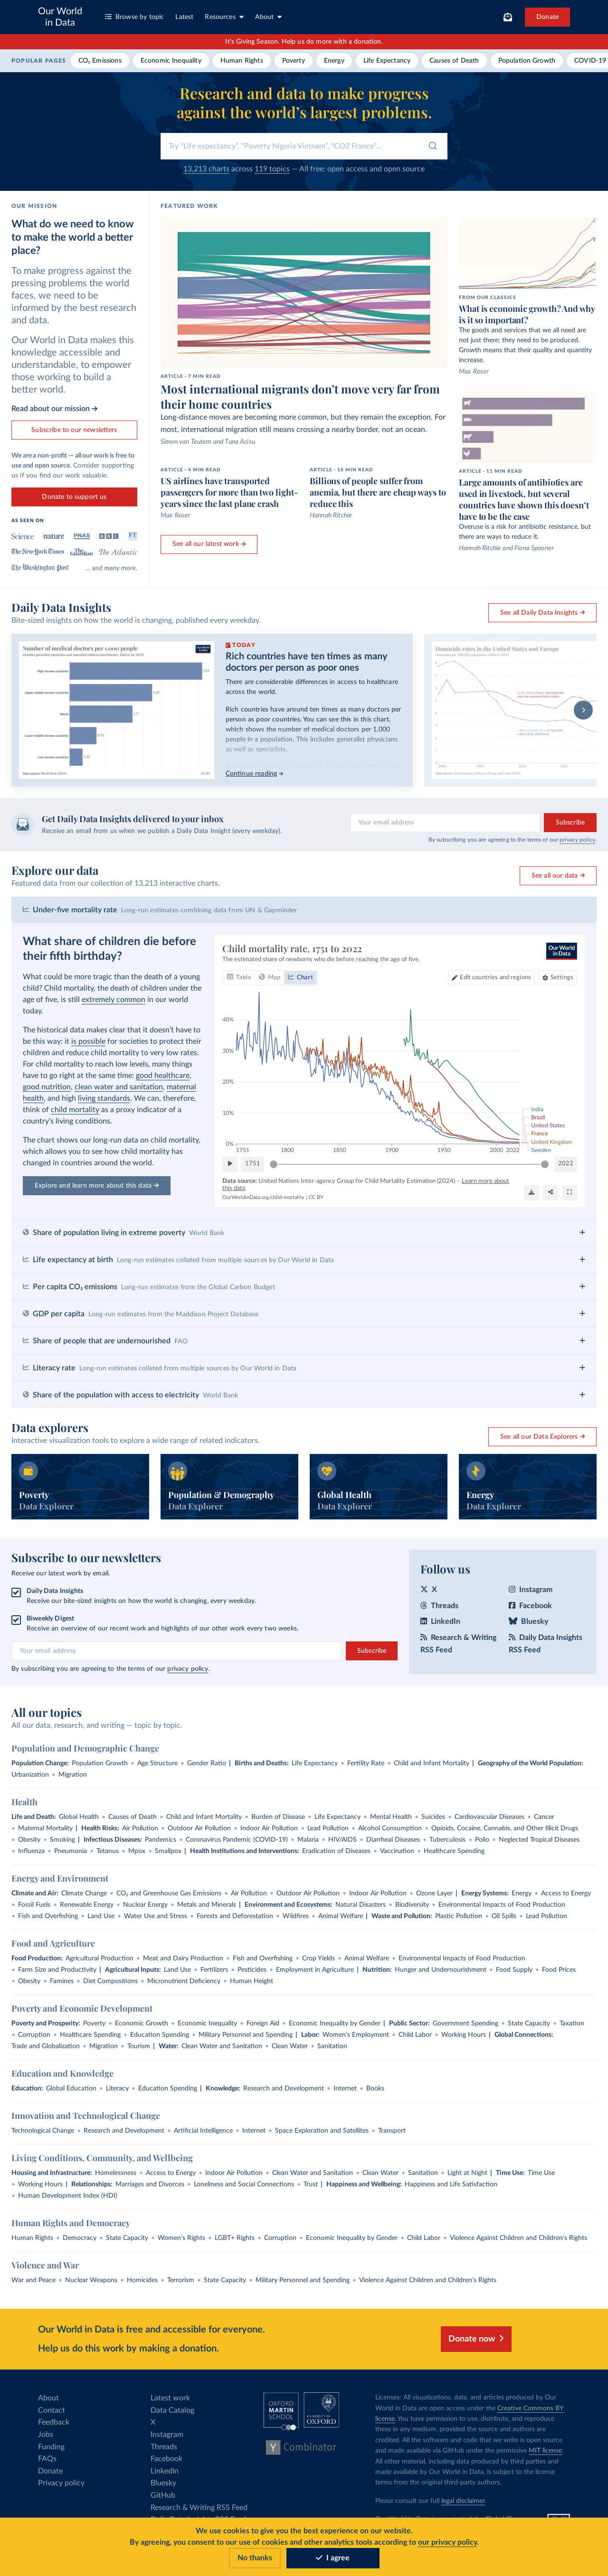 Our World
in Data
Browse by topic
Latest
Resources
About
Donate
It's Giving Season. Help us do more with a donation.
POPULAR PAGES
CO₂ Emissions
Economic Inequality
Human Rights
Poverty
Energy
Life Expectancy
Causes of Death
Population Growth
COVID-19
Research and data to make progress
against the world's largest problems.
Try "Life expectancy", "Poverty Nigeria Vietnam", "CO2 France"...
13,213 charts across 119 topics — All free: open access and open source
OUR MISSION
What do we need to know
to make the world a better
place?
To make progress against the
pressing problems the world
faces, we need to be
informed by the best research
and data.
Our World in Data makes this
knowledge accessible and
understandable, to empower
those working to build a
better world.
Read about our mission →
Subscribe to our newsletters
We are a non-profit — all our work is free to
use and open source. Consider supporting
us if you find our work valuable.
Donate to support us
AS SEEN ON
Science nature PNAS BBC FT
The New York Times The Guardian The Atlantic
The Washington Post ... and many more.
FEATURED WORK
ARTICLE · 7 MIN READ
Most international migrants don't move very far from
their home countries
Long-distance moves are becoming more common, but they remain the exception. For
most, international migration still means crossing a nearby border, not an ocean.
Simon van Teutem and Tuna Acisu
ARTICLE · 4 MIN READ
US airlines have transported
passengers for more than two light-
years since the last plane crash
Max Roser
ARTICLE · 10 MIN READ
Billions of people suffer from
anemia, but there are cheap ways to
reduce this
Hannah Ritchie
See all our latest work →
FROM OUR CLASSICS
What is economic growth? And why
is it so important?
The goods and services that we all need are
not just there; they need to be produced.
Growth means that their quality and quantity
increase.
Max Roser
ARTICLE · 11 MIN READ
Large amounts of antibiotics are
used in livestock, but several
countries have shown this doesn't
have to be the case
Overuse is a risk for antibiotic resistance, but
there are ways to reduce it.
Hannah Ritchie and Fiona Spooner
Daily Data Insights
Bite-sized insights on how the world is changing, published every weekday.
See all Daily Data Insights →
Number of medical doctors per 1,000 people
TODAY
Rich countries have ten times as many
doctors per person as poor ones
There are considerable differences in access to healthcare
across the world.
Rich countries have around ten times as many doctors per
person as poor countries. You can see this in this chart,
which shows the number of medical doctors per 1,000
people in a population. This includes generalist physicians
as well as specialists.
Continue reading →
Homicide rates in the United States and Europe
Get Daily Data Insights delivered to your inbox
Receive an email from us when we publish a Daily Data Insight (every weekday).
Your email address
Subscribe
By subscribing you are agreeing to the terms of our privacy policy.
Explore our data
Featured data from our collection of 13,213 interactive charts.
See all our data →
Under-five mortality rate Long-run estimates combining data from UN & Gapminder
What share of children die before
their fifth birthday?
What could be more tragic than the death of a young
child? Child mortality, the death of children under the
age of five, is still extremely common in our world
today.
The historical data makes clear that it doesn't have to
be this way: it is possible for societies to protect their
children and reduce child mortality to very low rates.
For child mortality to reach low levels, many things
have to go right at the same time: good healthcare,
good nutrition, clean water and sanitation, maternal
health, and high living standards. We can, therefore,
think of child mortality as a proxy indicator of a
country's living conditions.
The chart shows our long-run data on child mortality,
which allows you to see how child mortality has
changed in countries around the world.
Explore and learn more about this data →
Child mortality rate, 1751 to 2022
The estimated share of newborns who die before reaching the age of five.
Our World
in Data
Table Map Chart
Edit countries and regions
Settings
40%
30%
20%
10%
0%
India
Brazil
United States
France
United Kingdom
Sweden
1751 1800 1850 1900 1950 2000 2022
1751 2022
Data source: United Nations Inter-agency Group for Child Mortality Estimation (2024) – Learn more about
this data
OurWorldinData.org/child-mortality | CC BY
Share of population living in extreme poverty World Bank
Life expectancy at birth Long-run estimates collated from multiple sources by Our World in Data
Per capita CO₂ emissions Long-run estimates from the Global Carbon Budget
GDP per capita Long-run estimates from the Maddison Project Database
Share of people that are undernourished FAO
Literacy rate Long-run estimates collated from multiple sources by Our World in Data
Share of the population with access to electricity World Bank
Data explorers
Interactive visualization tools to explore a wide range of related indicators.
See all our Data Explorers →
Poverty
Data Explorer
Population & Demography
Data Explorer
Global Health
Data Explorer
Energy
Data Explorer
Subscribe to our newsletters
Receive our latest work by email.
Daily Data Insights
Receive our bite-sized insights on how the world is changing, every weekday.
Biweekly Digest
Receive an overview of our recent work and highlights of our other work every two weeks.
Your email address
Subscribe
By subscribing you are agreeing to the terms of our privacy policy.
Follow us
X
Instagram
Threads
Facebook
LinkedIn
Bluesky
Research & Writing
RSS Feed
Daily Data Insights
RSS Feed
All our topics
All our data, research, and writing — topic by topic.
Population and Demographic Change
Population Change: Population Growth • Age Structure • Gender Ratio | Births and Deaths: Life Expectancy • Fertility Rate • Child and Infant Mortality | Geography of the World Population:
Urbanization • Migration
Health
Life and Death: Global Health • Causes of Death • Child and Infant Mortality • Burden of Disease • Life Expectancy • Mental Health • Suicides • Cardiovascular Diseases • Cancer
• Maternal Mortality | Health Risks: Air Pollution • Outdoor Air Pollution • Indoor Air Pollution • Lead Pollution • Alcohol Consumption • Opioids, Cocaine, Cannabis, and Other Illicit Drugs
• Obesity • Smoking | Infectious Diseases: Pandemics • Coronavirus Pandemic (COVID-19) • Malaria • HIV/AIDS • Diarrheal Diseases • Tuberculosis • Polio • Neglected Tropical Diseases
• Influenza • Pneumonia • Tetanus • Mpox • Smallpox | Health Institutions and Interventions: Eradication of Diseases • Vaccination • Healthcare Spending
Energy and Environment
Climate and Air: Climate Change • CO₂ and Greenhouse Gas Emissions • Air Pollution • Outdoor Air Pollution • Indoor Air Pollution • Ozone Layer | Energy Systems: Energy • Access to Energy
• Fossil Fuels • Renewable Energy • Nuclear Energy • Metals and Minerals | Environment and Ecosystems: Natural Disasters • Biodiversity • Environmental Impacts of Food Production
• Fish and Overfishing • Land Use • Water Use and Stress • Forests and Deforestation • Wildfires • Animal Welfare | Waste and Pollution: Plastic Pollution • Oil Spills • Lead Pollution
Food and Agriculture
Food Production: Agricultural Production • Meat and Dairy Production • Fish and Overfishing • Crop Yields • Animal Welfare • Environmental Impacts of Food Production
• Farm Size and Productivity | Agricultural Inputs: Land Use • Fertilizers • Pesticides • Employment in Agriculture | Nutrition: Hunger and Undernourishment • Food Supply • Food Prices
• Obesity • Famines • Diet Compositions • Micronutrient Deficiency • Human Height
Poverty and Economic Development
Poverty and Prosperity: Poverty • Economic Growth • Economic Inequality • Foreign Aid • Economic Inequality by Gender | Public Sector: Government Spending • State Capacity • Taxation
• Corruption • Healthcare Spending • Education Spending • Military Personnel and Spending | Labor: Women's Employment • Child Labor • Working Hours | Global Connections:
Trade and Globalization • Migration • Tourism | Water: Clean Water and Sanitation • Clean Water • Sanitation
Education and Knowledge
Education: Global Education • Literacy • Education Spending | Knowledge: Research and Development • Internet • Books
Innovation and Technological Change
Technological Change • Research and Development • Artificial Intelligence • Internet • Space Exploration and Satellites • Transport
Living Conditions, Community, and Wellbeing
Housing and Infrastructure: Homelessness • Access to Energy • Indoor Air Pollution • Clean Water and Sanitation • Clean Water • Sanitation • Light at Night | Time Use: Time Use
• Working Hours | Relationships: Marriages and Divorces • Loneliness and Social Connections • Trust | Happiness and Wellbeing: Happiness and Life Satisfaction
• Human Development Index (HDI)
Human Rights and Democracy
Human Rights • Democracy • State Capacity • Women's Rights • LGBT+ Rights • Corruption • Economic Inequality by Gender • Child Labor • Violence Against Children and Children's Rights
Violence and War
War and Peace • Nuclear Weapons • Homicides • Terrorism • State Capacity • Military Personnel and Spending • Violence Against Children and Children's Rights
Our World in Data is free and accessible for everyone.
Help us do this work by making a donation.
Donate now
About
Contact
Feedback
Jobs
Funding
FAQs
Donate
Privacy policy
Latest work
Data Catalog
X
Instagram
Threads
Facebook
LinkedIn
Bluesky
GitHub
Research & Writing RSS Feed
OXFORD
MARTIN
SCHOOL
UNIVERSITY OF
OXFORD
Y Combinator
Licenses: All visualizations, data, and articles produced by Our
World in Data are open access under the Creative Commons BY
license. You have permission to use, distribute, and reproduce
these in any medium, provided the source and authors are
credited. All the software and code that we write is open source
and made available via GitHub under the permissive MIT license.
All other material, including data produced by third parties and
made available by Our World in Data, is subject to the license
terms from the original third-party authors.
Please consult our full legal disclaimer.
We use cookies to give you the best experience on our website.
By agreeing, you consent to our use of cookies and other analytics tools according to our privacy policy.
No thanks
I agree